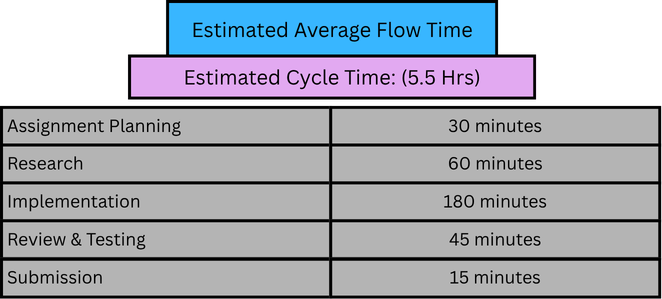 Estimated Average Flow Time
Estimated Cycle Time: (5.5 Hrs)
Assignment Planning 30 minutes
Research 60 minutes
Implementation 180 minutes
Review & Testing 45 minutes
Submission 15 minutes